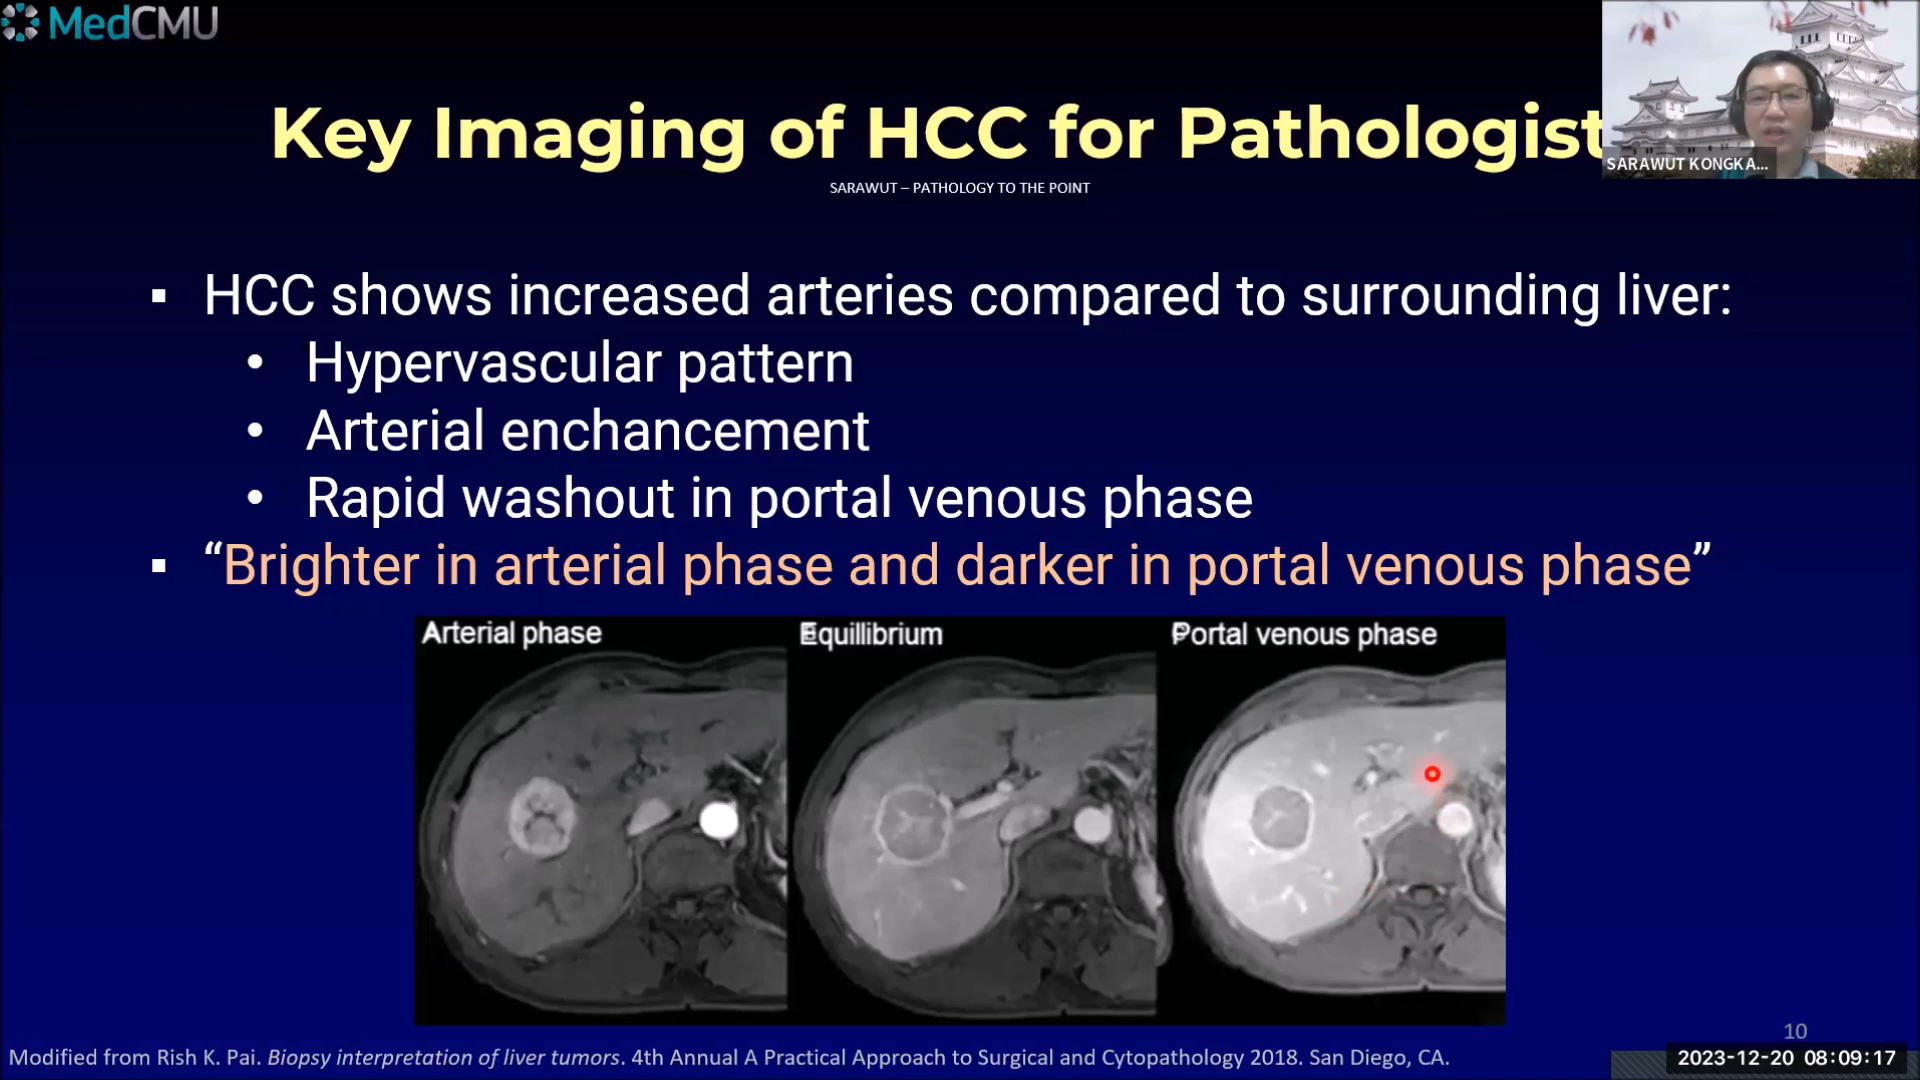 MedCMU
Key Imaging of HCC for Pathologist
SARAWUT KONGKA...
SARAWUT – PATHOLOGY TO THE POINT
▪ HCC shows increased arteries compared to surrounding liver:
• Hypervascular pattern
• Arterial enchancement
• Rapid washout in portal venous phase
▪ “Brighter in arterial phase and darker in portal venous phase”
Arterial phase
Equillibrium
Portal venous phase
10
Modified from Rish K. Pai. Biopsy interpretation of liver tumors. 4th Annual A Practical Approach to Surgical and Cytopathology 2018. San Diego, CA.
2023-12-20 08:09:17